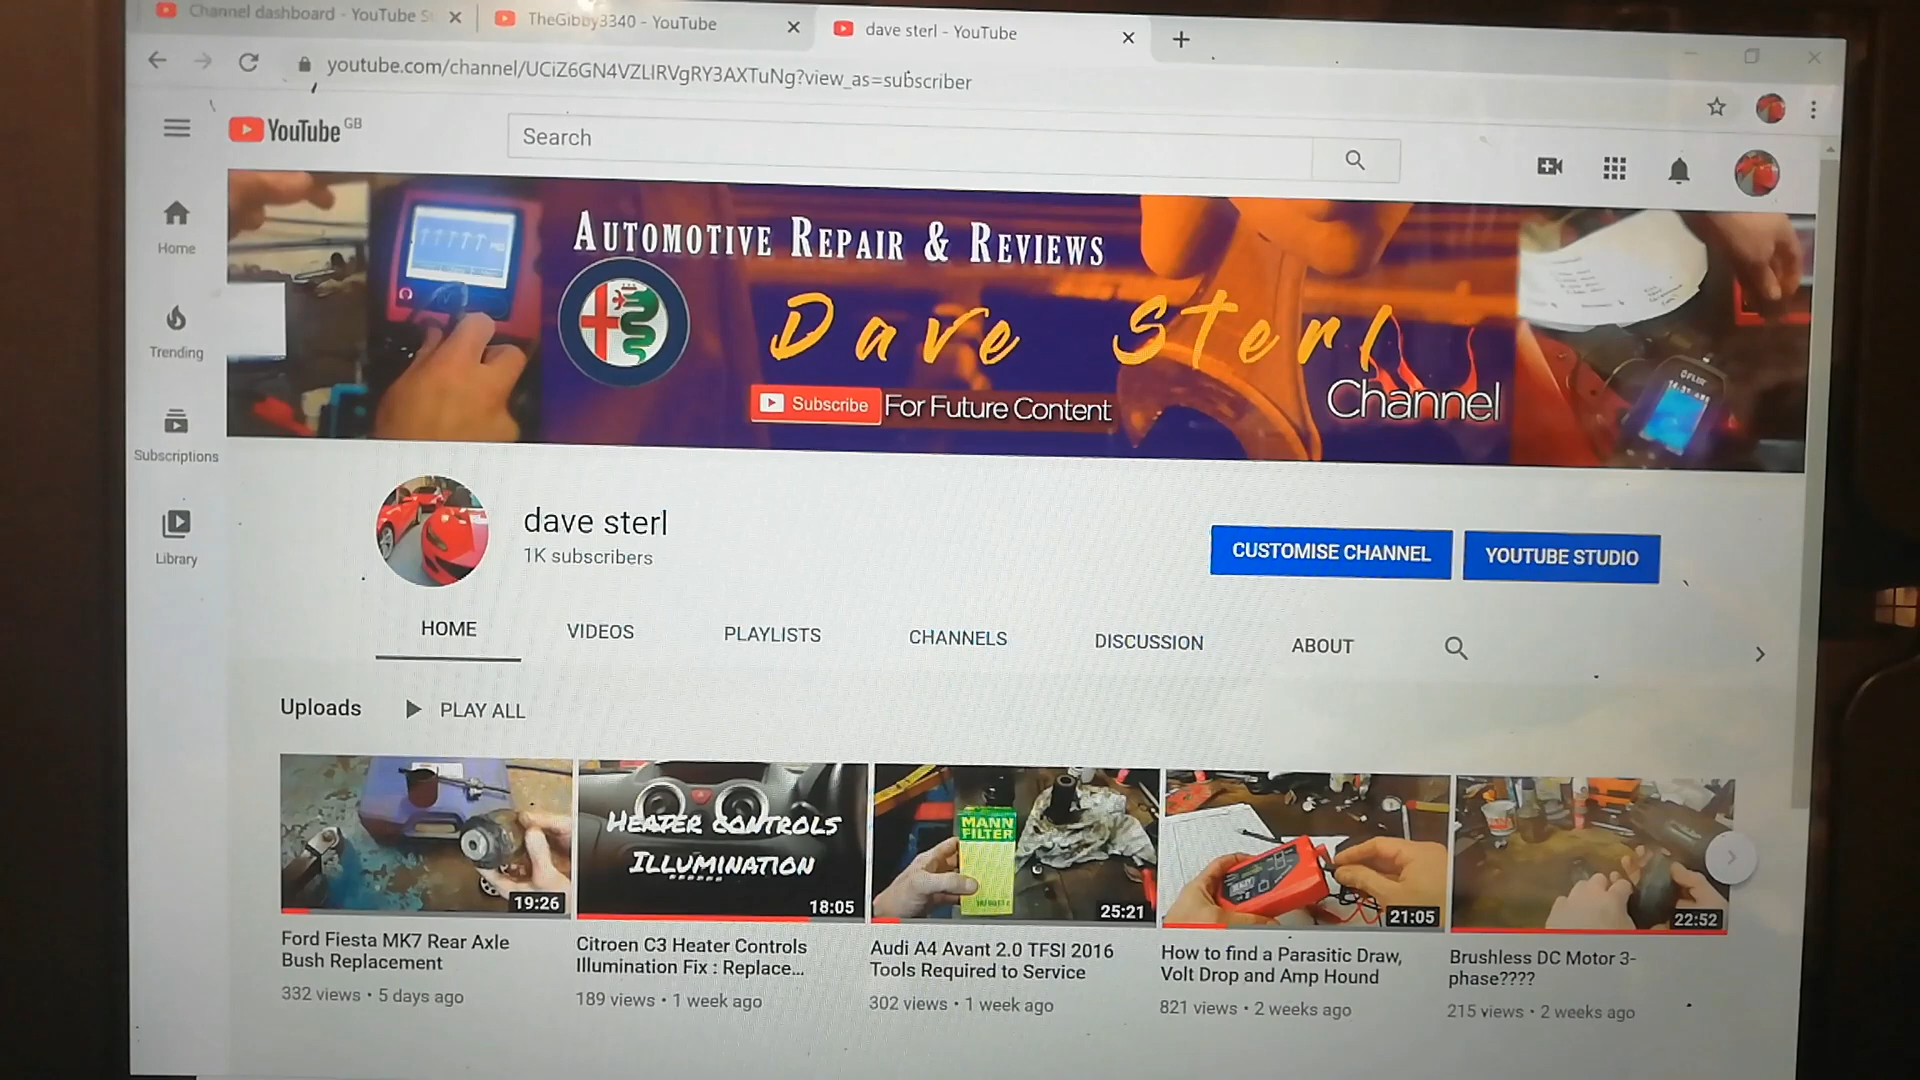 Channel dashboard - YouTube S
TheGibby3340 - YouTube
dave sterl - YouTube
youtube.com/channel/UCiZ6GN4VZLIRVgRY3AXTuNg?view_as=subscriber
YouTube GB
Search
Home
Trending
Subscriptions
Library
AUTOMOTIVE REPAIR & REVIEWS
Dave Sterl
Channel
Subscribe For Future Content
dave sterl
1K subscribers
CUSTOMISE CHANNEL
YOUTUBE STUDIO
HOME
VIDEOS
PLAYLISTS
CHANNELS
DISCUSSION
ABOUT
Uploads
PLAY ALL
19:26
HEATER CONTROLS
ILLUMINATION
18:05
MANN
FILTER
25:21
21:05
22:52
Ford Fiesta MK7 Rear Axle
Bush Replacement
332 views • 5 days ago
Citroen C3 Heater Controls
Illumination Fix : Replace...
189 views • 1 week ago
Audi A4 Avant 2.0 TFSI 2016
Tools Required to Service
302 views • 1 week ago
How to find a Parasitic Draw,
Volt Drop and Amp Hound
821 views • 2 weeks ago
Brushless DC Motor 3-
phase????
215 views • 2 weeks ago